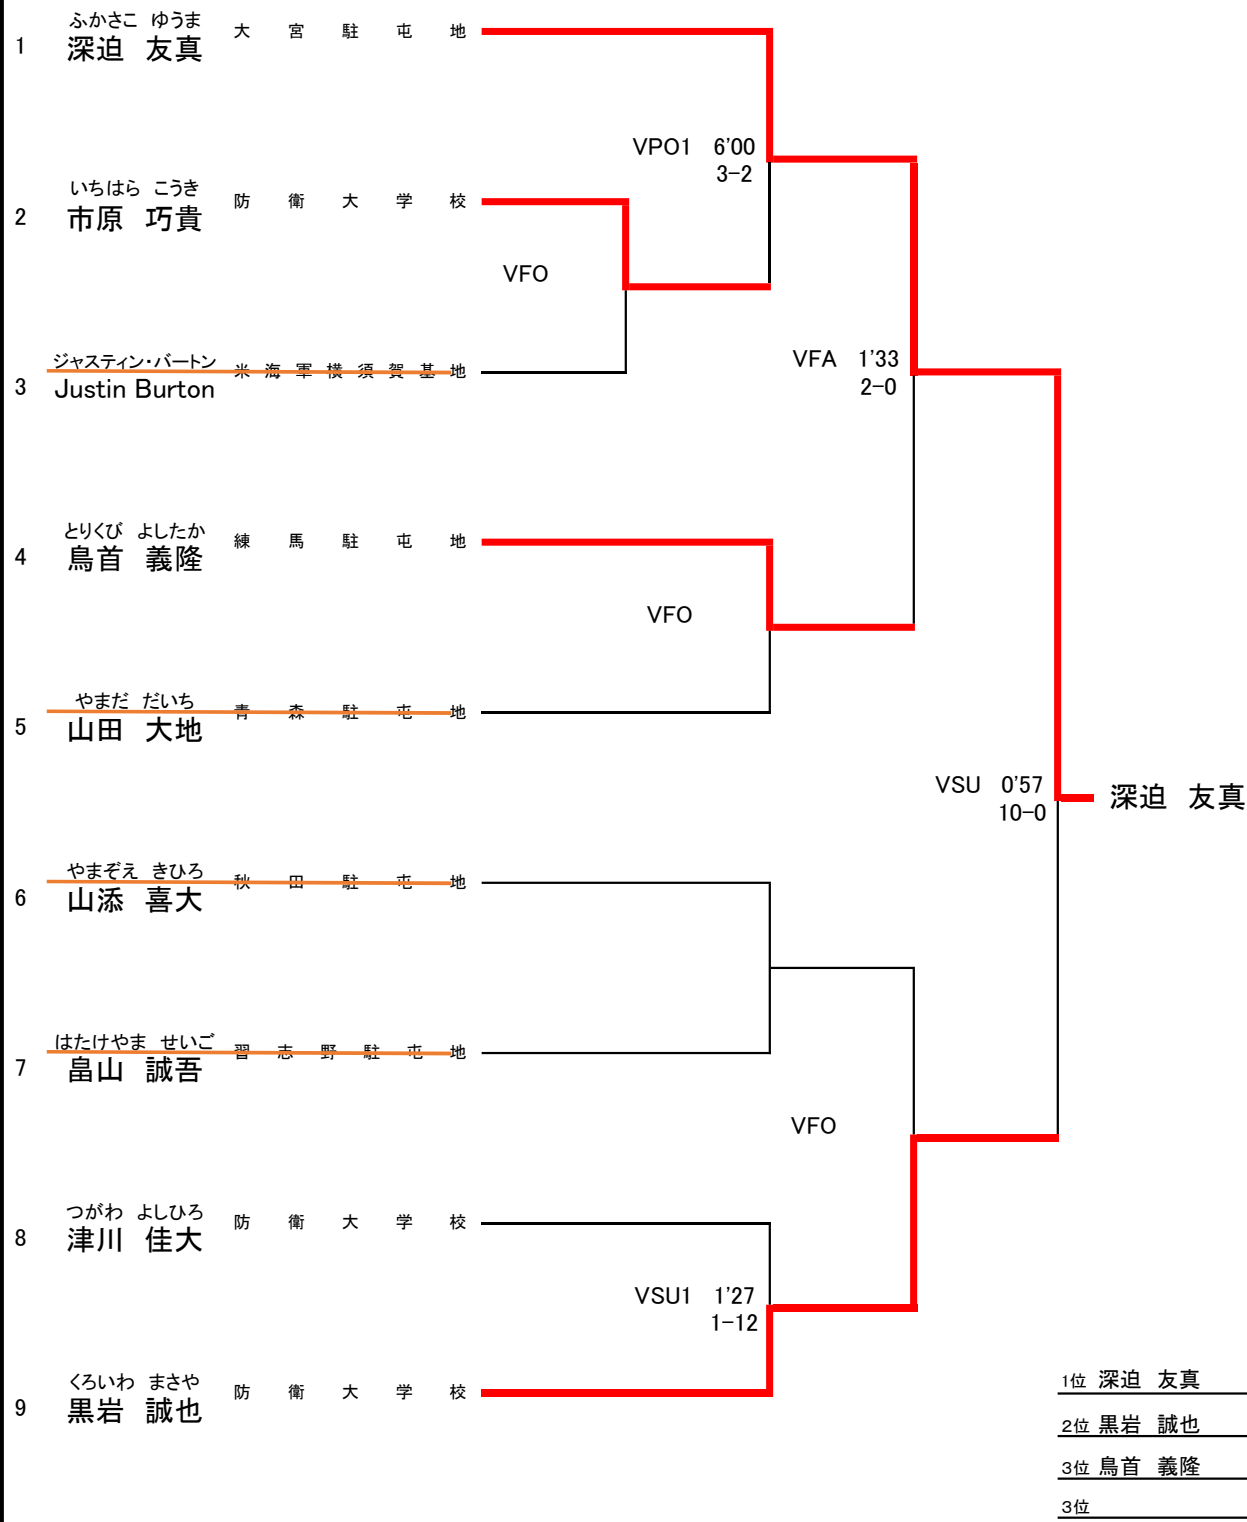 ふかさこ ゆうま
1 深迫 友真 大宮駐屯地
VPO1 6'00
3-2
いちはら こうき
2 市原 巧貴 防衛大学校
VFO
ジャスティン・バートン
3 Justin Burton 米海軍横須賀基地
VFA 1'33
2-0
とりくび よしたか
4 鳥首 義隆 練馬駐屯地
VFO
やまだ だいち
5 山田 大地 青森駐屯地
VSU 0'57
10-0
深迫 友真
やまぞえ きひろ
6 山添 喜大 秋田駐屯地
はたけやま せいご
7 畠山 誠吾 習志野駐屯地
VFO
つがわ よしひろ
8 津川 佳大 防衛大学校
VSU1 1'27
1-12
くろいわ まさや
9 黒岩 誠也 防衛大学校
1位 深迫 友真
2位 黒岩 誠也
3位 鳥首 義隆
3位